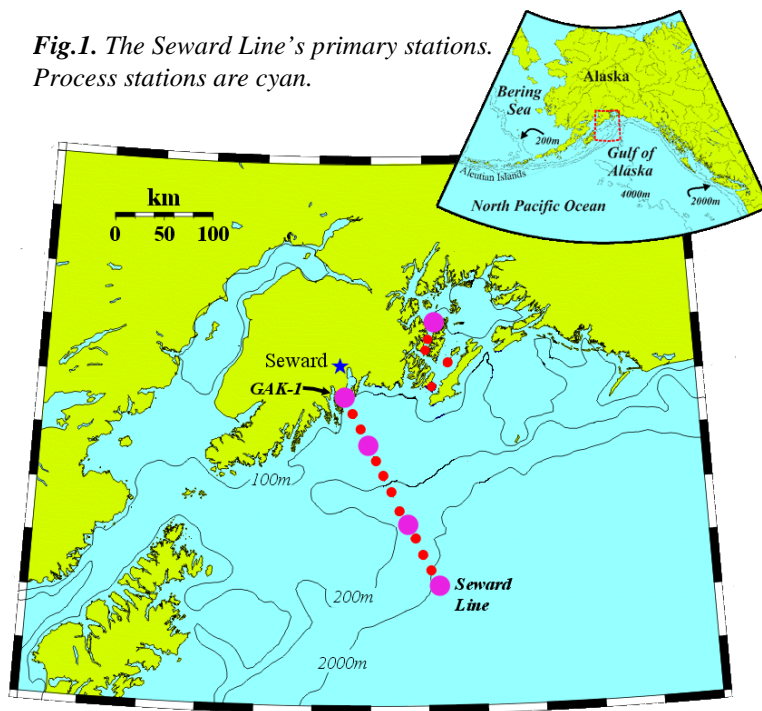 Fig.1. The Seward Line's primary stations.
Process stations are cyan.
Alaska
Bering
Sea
200m
Gulf of
Alaska
Aleutian Islands
4000m
2000m
North Pacific Ocean
km
0 50 100
Seward
GAK-1
100m
200m
Seward
Line
2000m